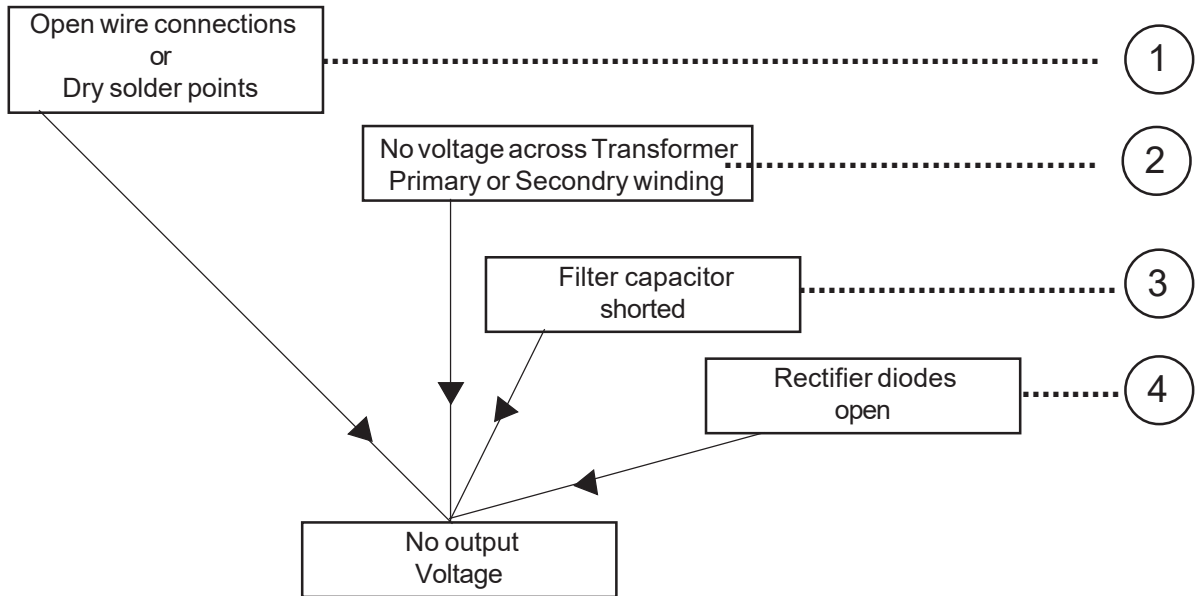 Open wire connections
or
Dry solder points
1
No voltage across Transformer
Primary or Secondry winding
2
Filter capacitor
shorted
3
Rectifier diodes
open
4
No output
Voltage